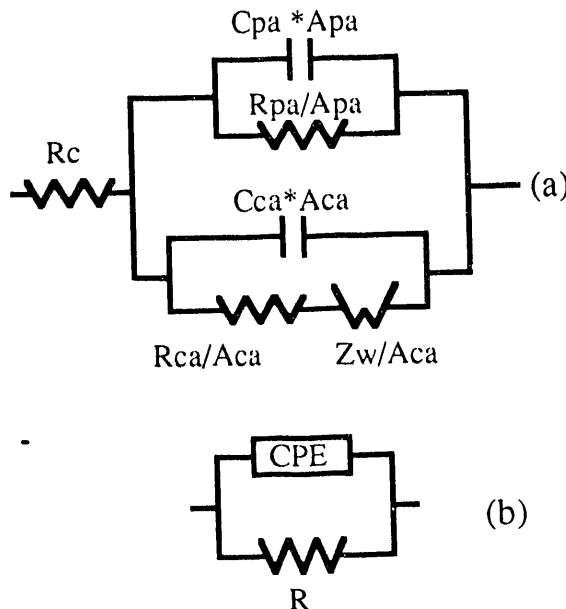 Cpa *Apa
Rpa/Apa
Rc
(a)
Cca*Aca
Rca/Aca
Zw/Aca
CPE
(b)
R